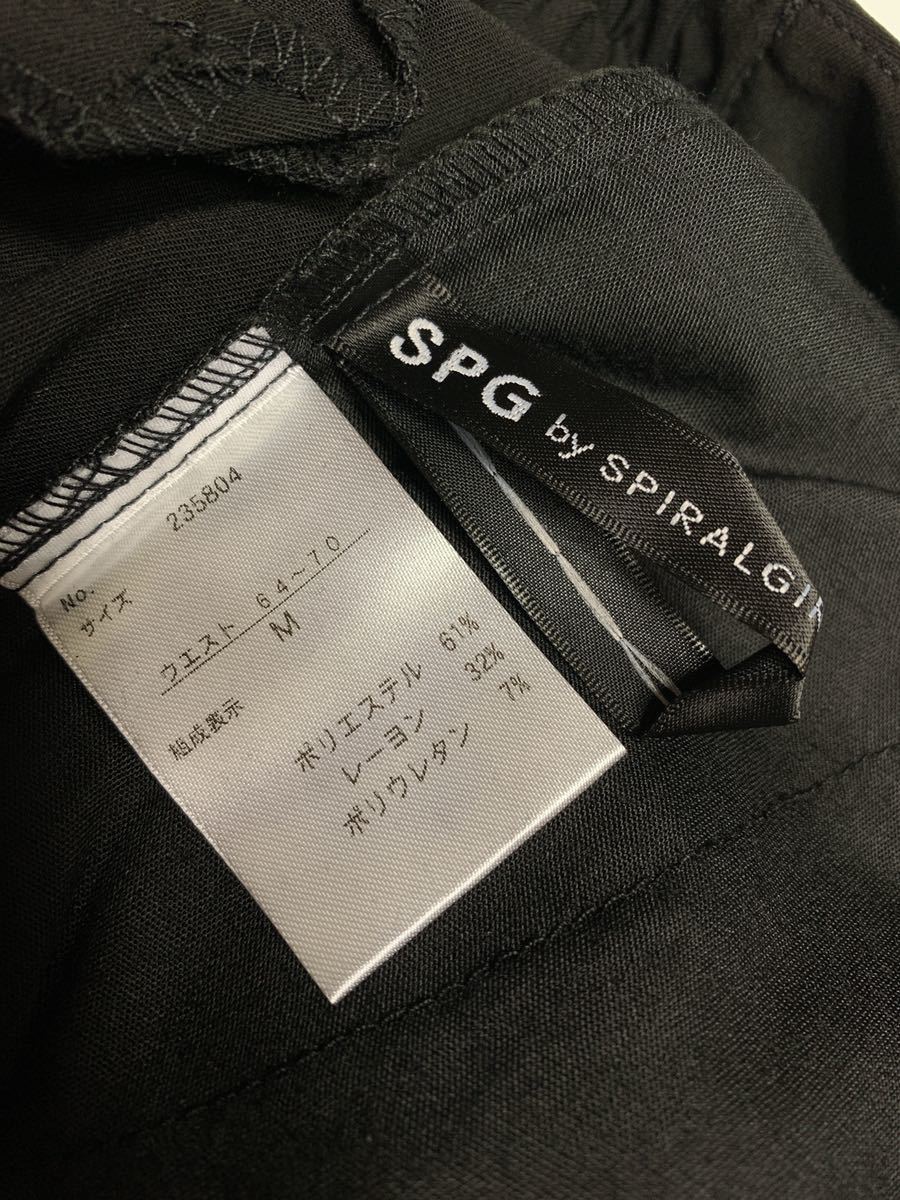 SPG by SPIRALGIR
No. 235804
サイズ
ウエスト 64～70
M
組成表示
ポリエステル 61%
レーヨン 32%
ポリウレタン 7%